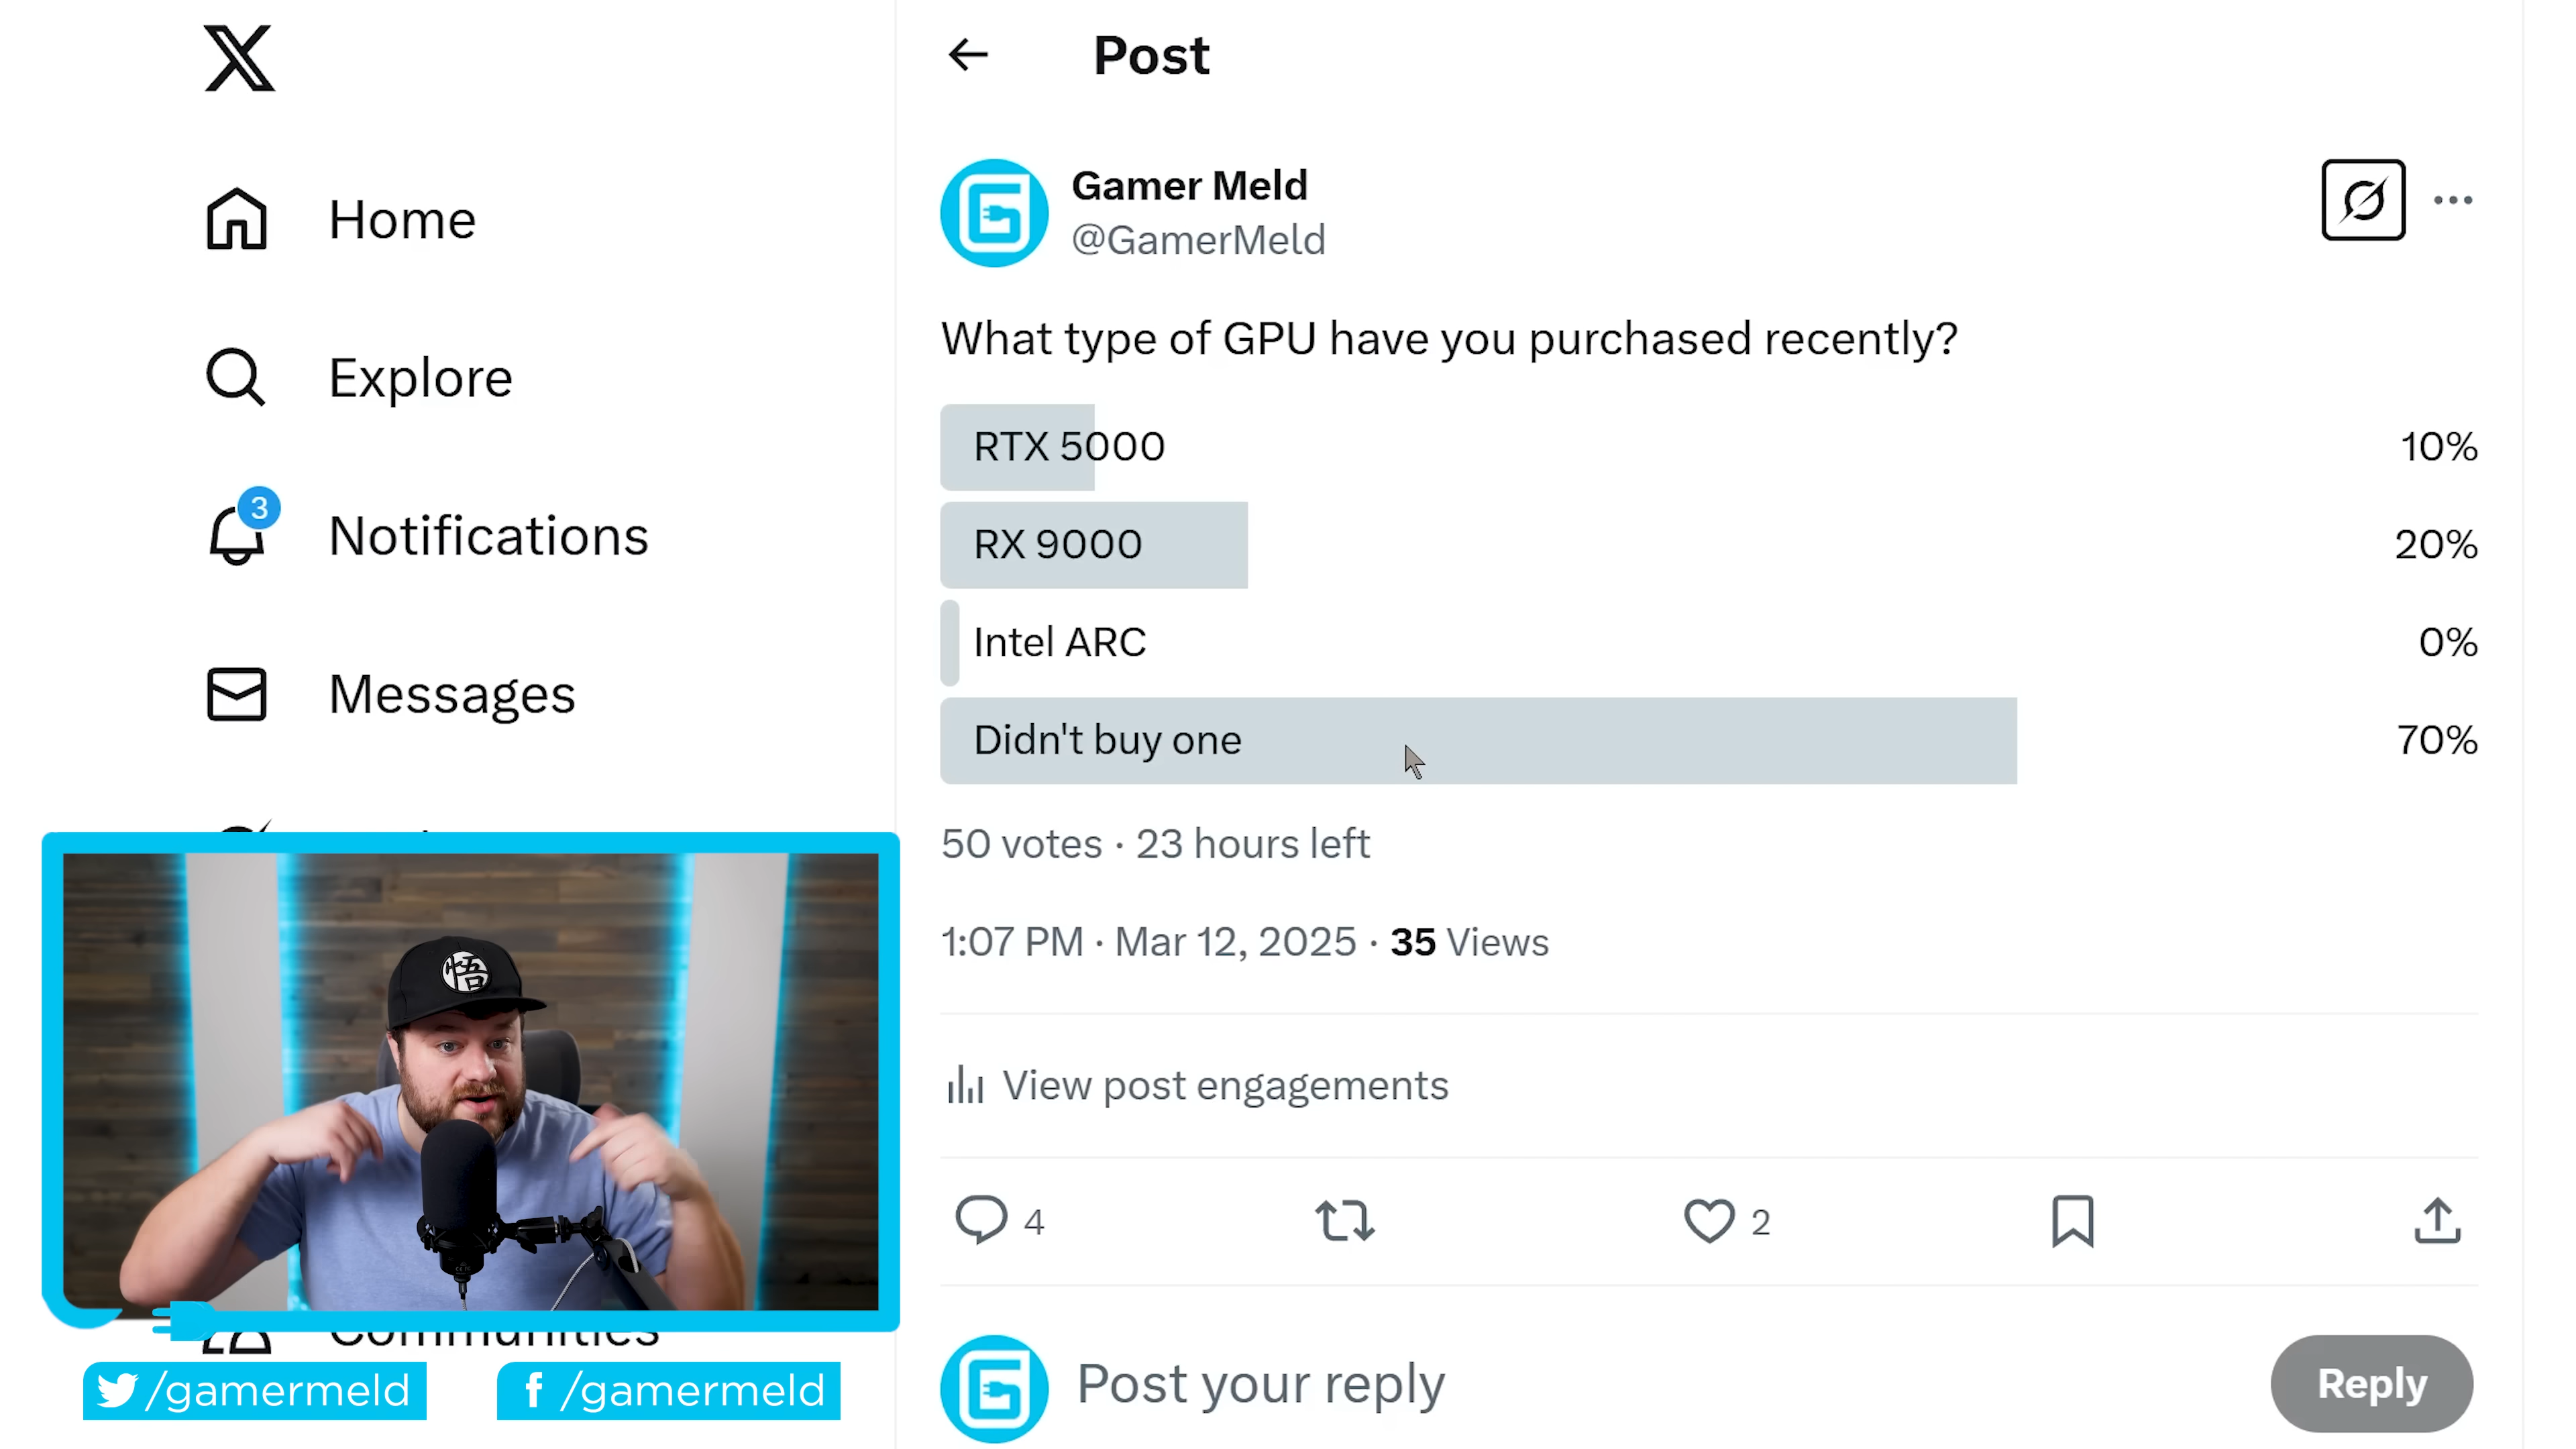 Post
Home
Explore
3
Notifications
Messages
Communities
Gamer Meld
@GamerMeld
What type of GPU have you purchased recently?
RTX 5000 10%
RX 9000 20%
Intel ARC 0%
Didn't buy one 70%
50 votes · 23 hours left
1:07 PM · Mar 12, 2025 · 35 Views
View post engagements
4 2
Post your reply
Reply
悟
/gamermeld
/gamermeld